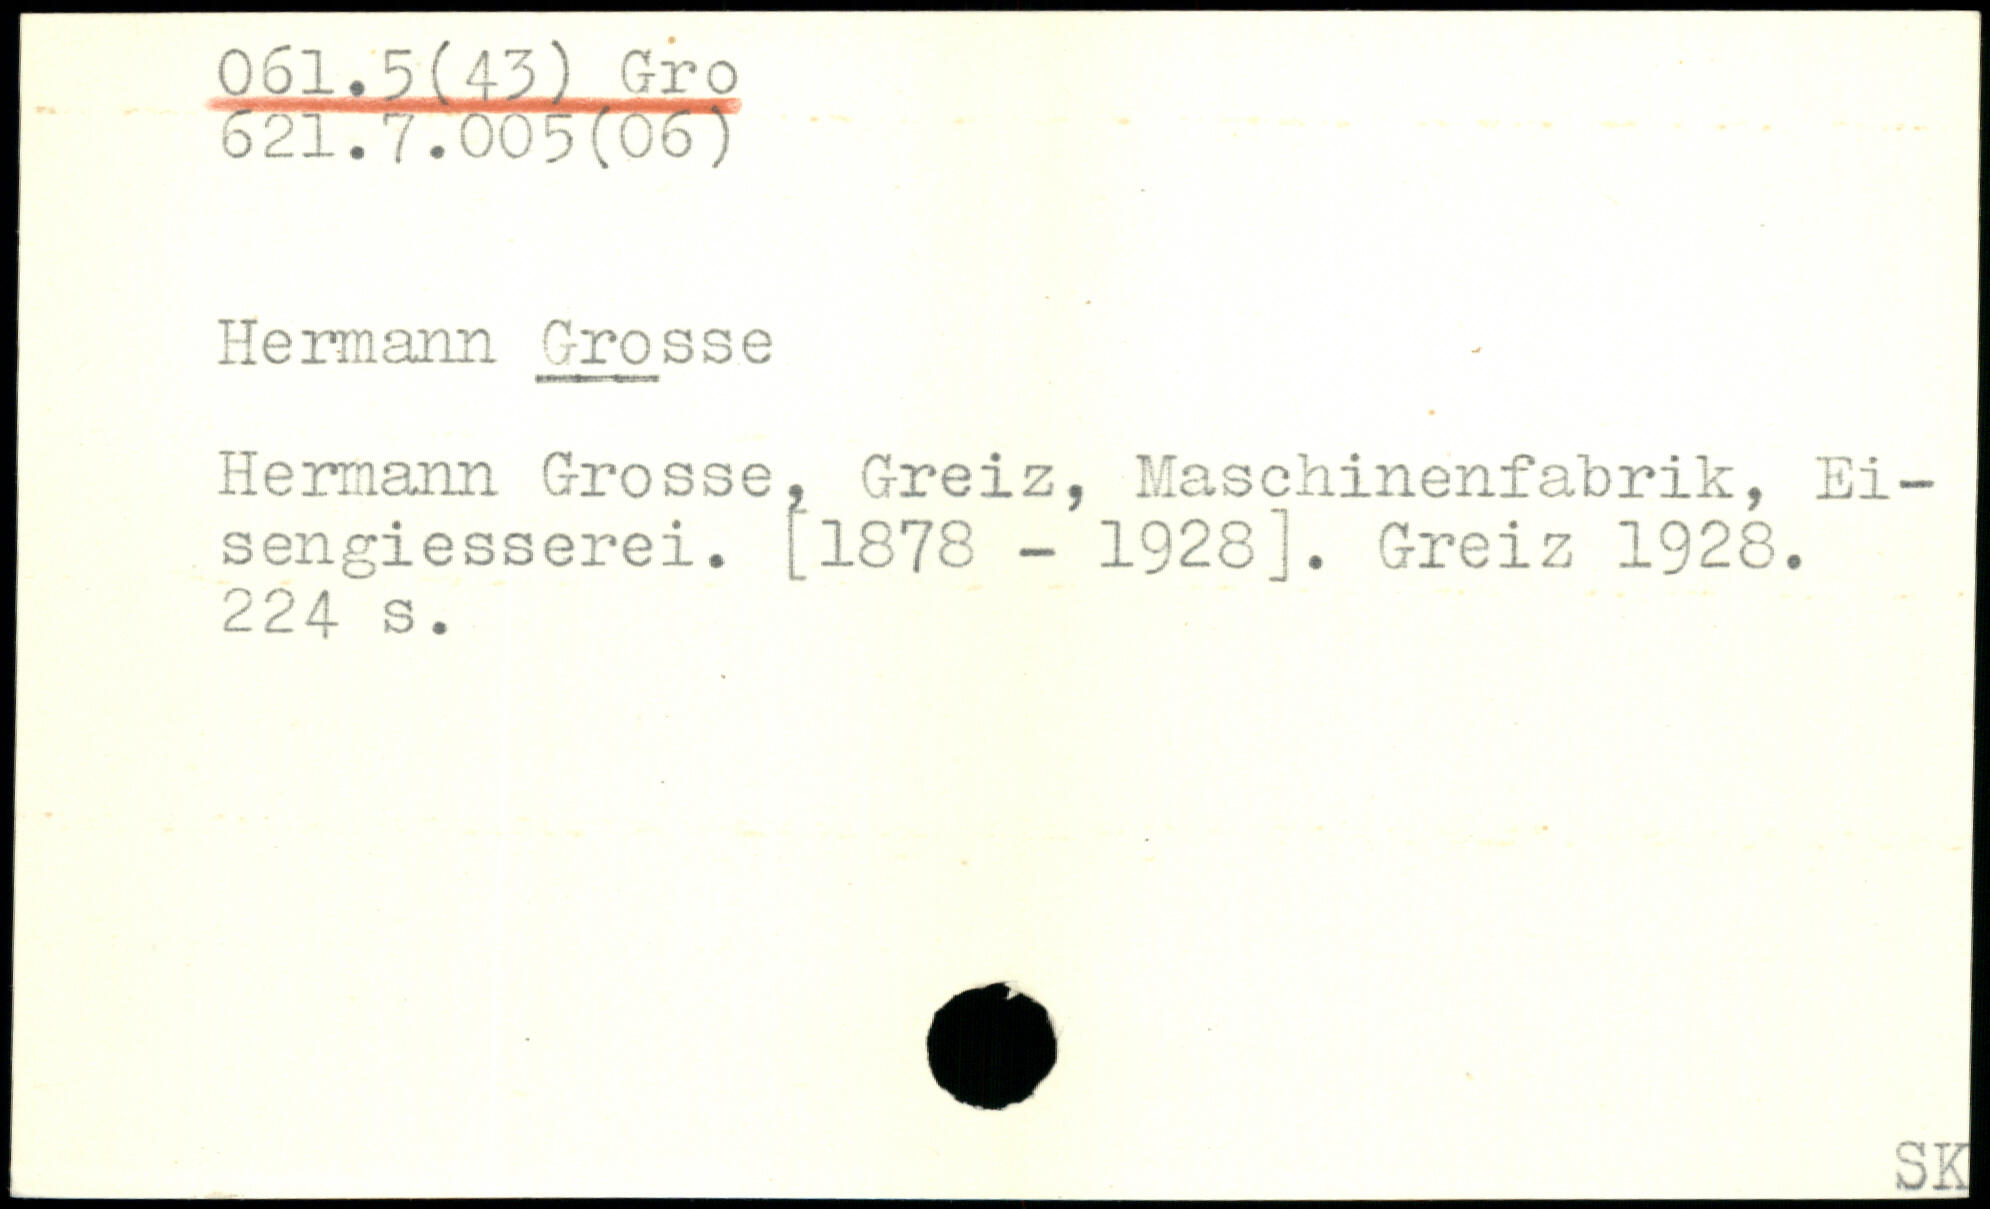 061.5(43) Gro
621.7.005(06)
Hermann Grosse
Hermann Grosse, Greiz, Maschinenfabrik, Ei-
sengiesserei. [1878 - 1928]. Greiz 1928.
224 s.
SK